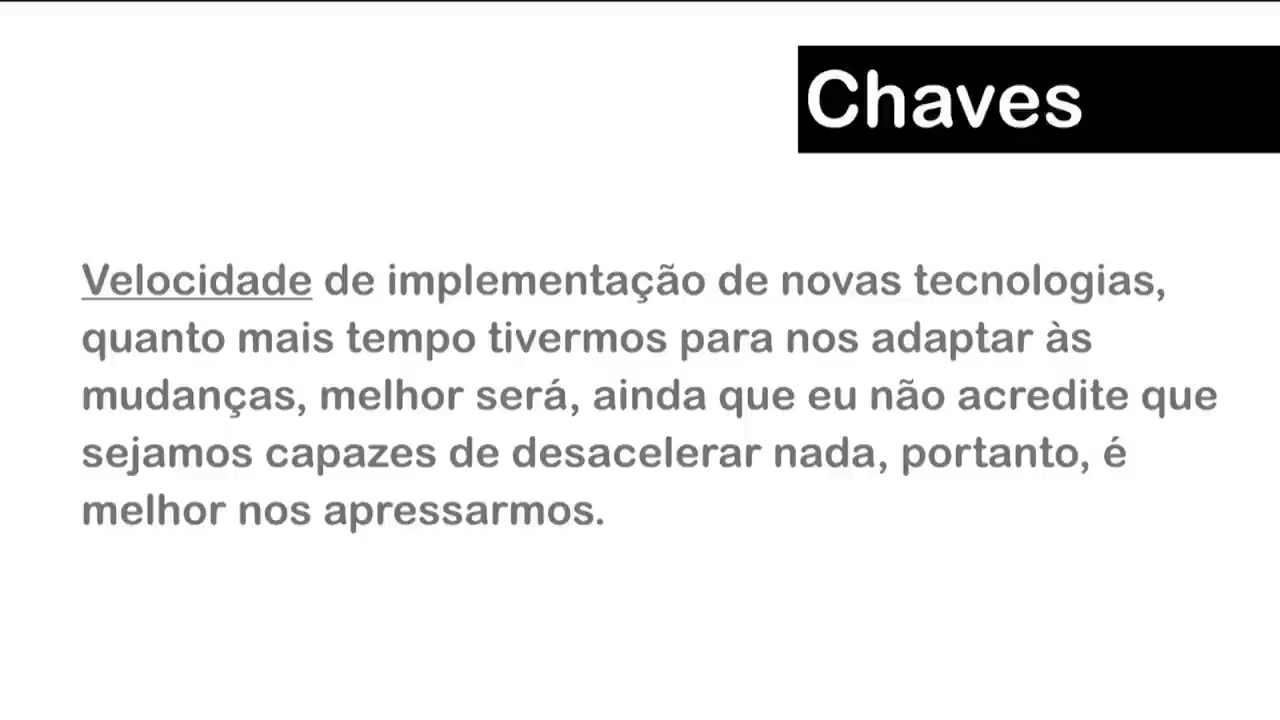 Chaves
Velocidade de implementação de novas tecnologias,
quanto mais tempo tivermos para nos adaptar às
mudanças, melhor será, ainda que eu não acredite que
sejamos capazes de desacelerar nada, portanto, é
melhor nos apressarmos.